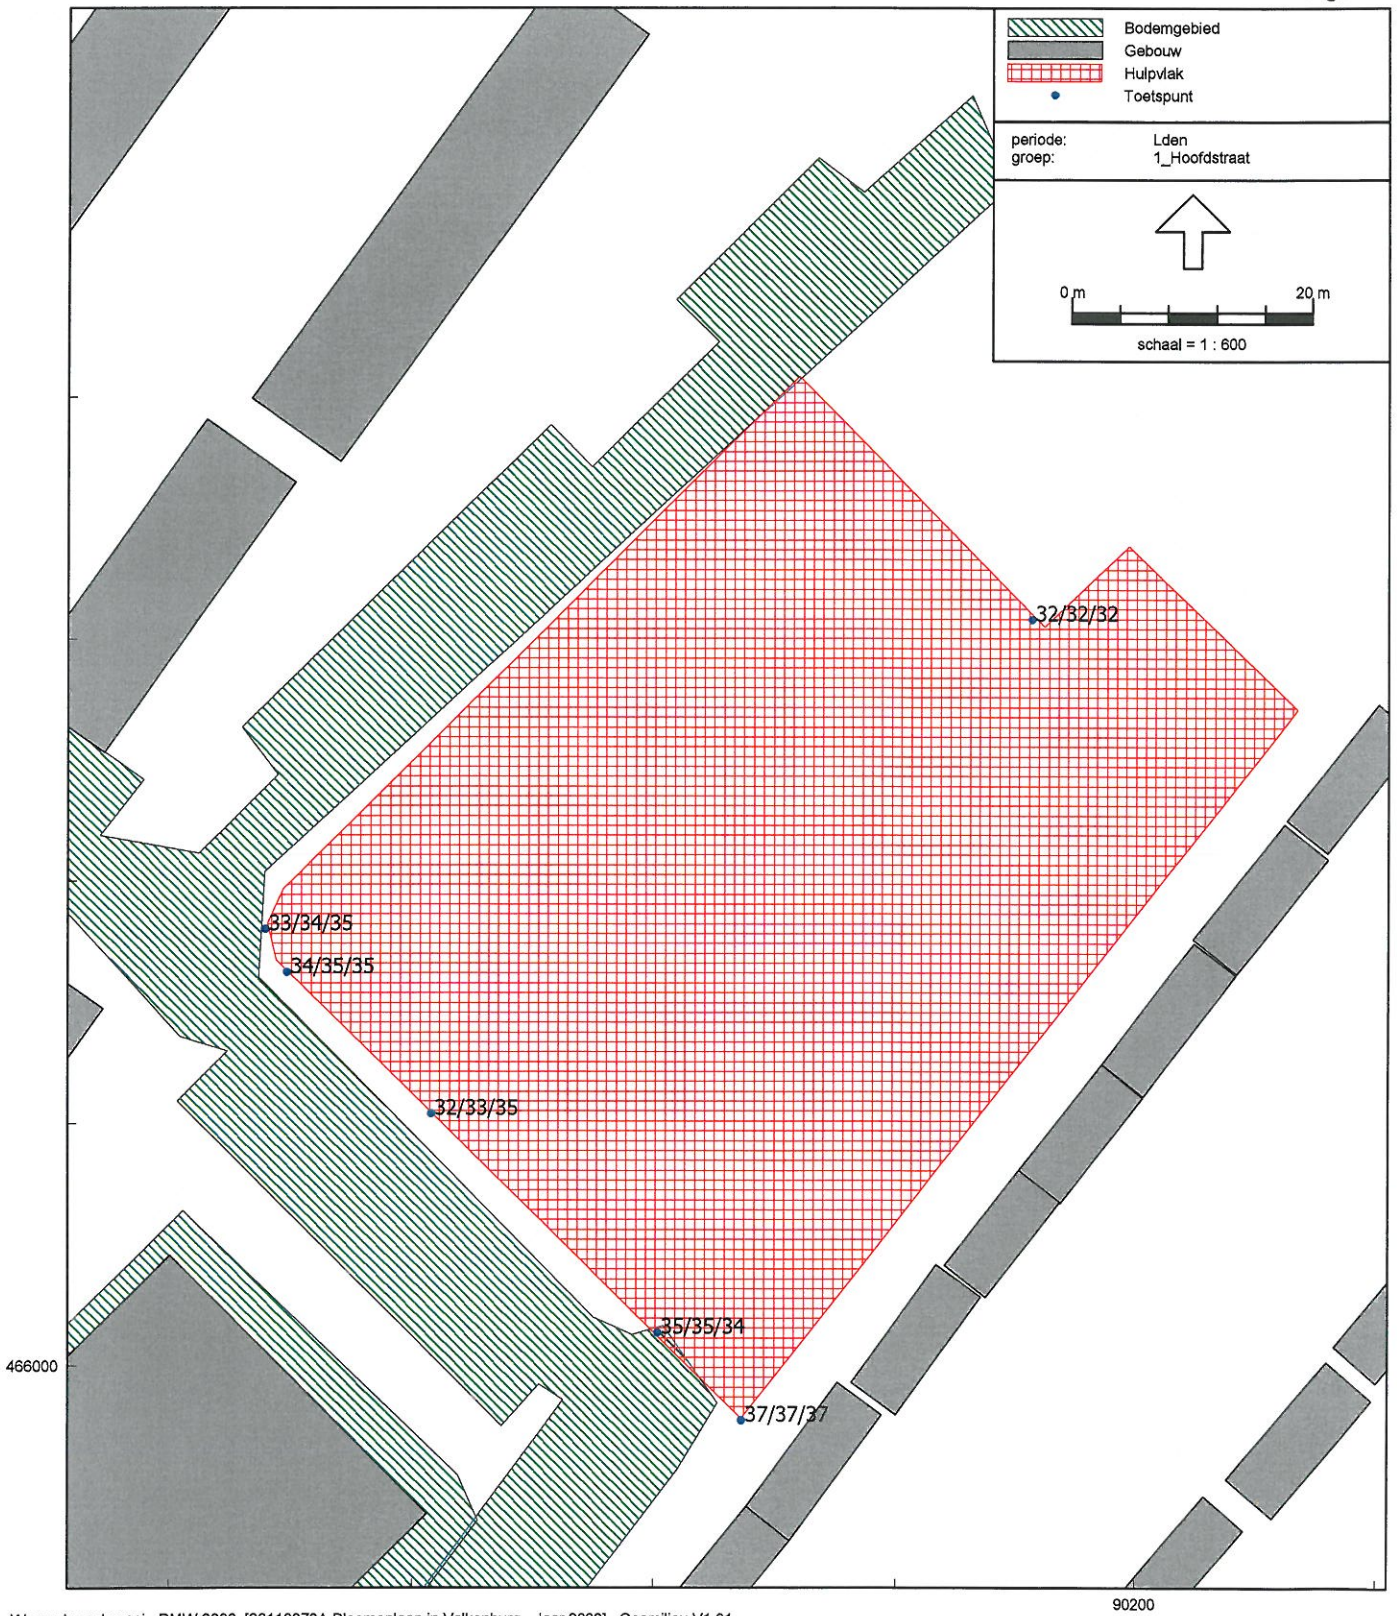 Bodemgebied
Gebouw
Hulpvlak
Toetspunt
periode: Lden
groep: 1_Hoofdstraat
0 m 20 m
schaal = 1 : 600
32/32/32
33/34/35
34/35/35
32/33/35
35/35/34
37/37/37
466000
90200